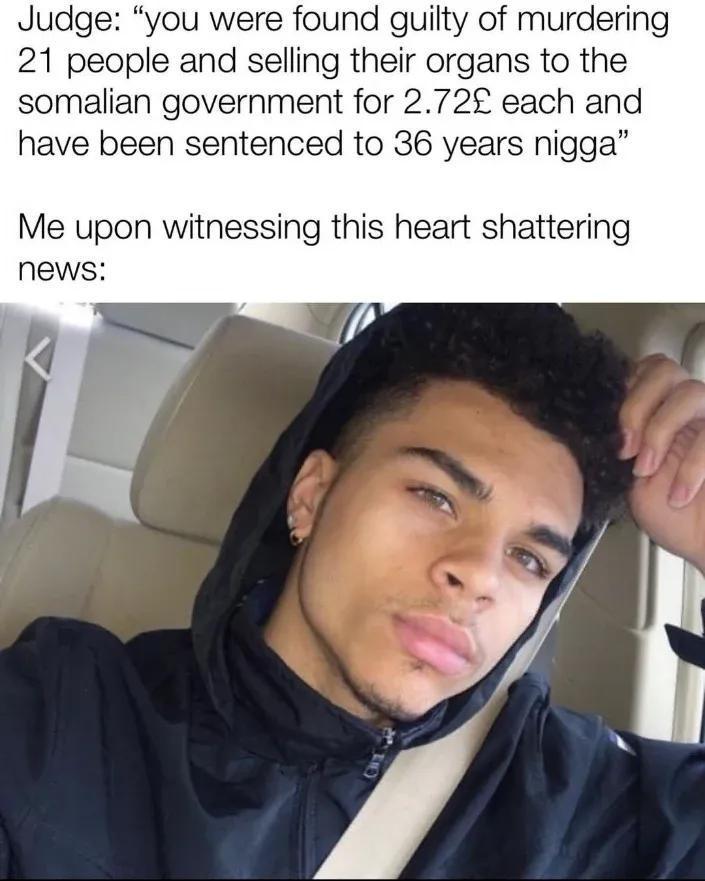 Judge: “you were found guilty of murdering
21 people and selling their organs to the
somalian government for 2.72£ each and
have been sentenced to 36 years nigga”
Me upon witnessing this heart shattering
news: